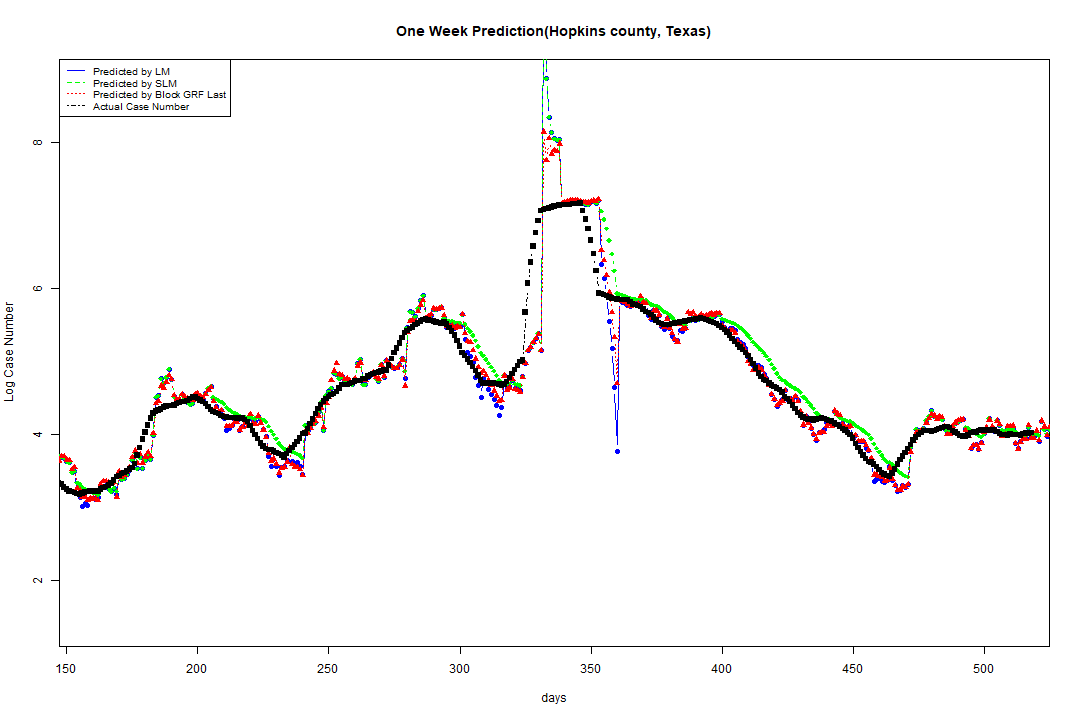 One Week Prediction(Hopkins county, Texas)
Predicted by LM
Predicted by SLM
Predicted by Block GRF Last
Actual Case Number
Log Case Number
8
6
4
2
150 200 250 300 350 400 450 500
days